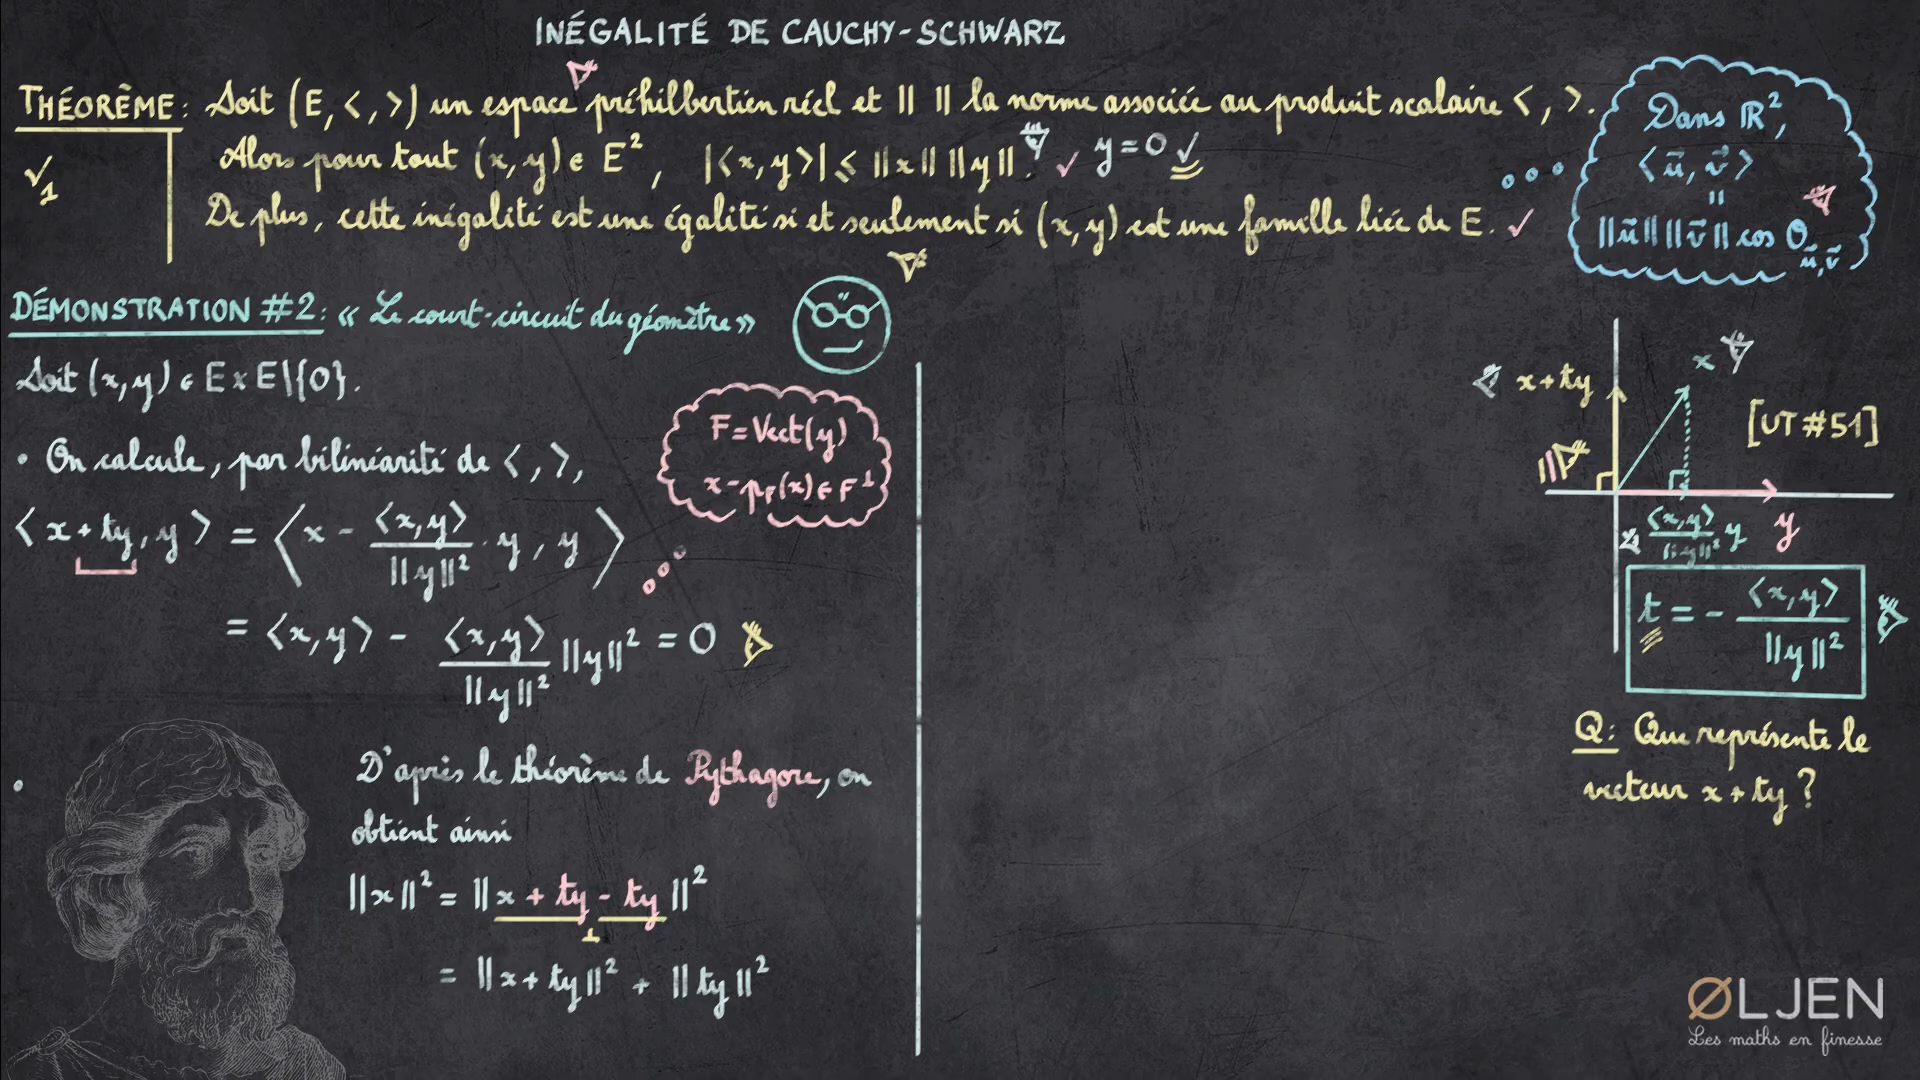 INÉGALITÉ DE CAUCHY-SCHWARZ
THÉORÈME: Soit (E, < , >) un espace préhilbertien réel et || || la norme associée au produit scalaire < , >.
Alors pour tout (x, y) ∈ E², |<x, y>| ≤ ||x|| ||y||. ✓ y=0 ✓
De plus, cette inégalité est une égalité si et seulement si (x, y) est une famille liée de E. ✓
✓
1
Dans ℝ²,
<u⃗, v⃗>
=
||u⃗|| ||v⃗|| cos θ u⃗,v⃗
DÉMONSTRATION #2: « Le court-circuit du géomètre »
Soit (x, y) ∈ E x E\{0}.
F = Vect(y)
x - p_F(x) ∈ F⊥
• On calcule, par bilinéarité de < , >,
< x + ty, y > = < x - <x, y>/||y||² . y, y >
= <x, y> - <x, y>/||y||² ||y||² = 0
• D'après le théorème de Pythagore, on
obtient ainsi
||x||² = ||x + ty - ty||²
⊥
= ||x + ty||² + ||ty||²
x
x + ty
[UT #51]
<x, y>/||y||² y
y
t = - <x, y>/||y||²
Q: Que représente le
vecteur x + ty ?
ØLJEN
Les maths en finesse